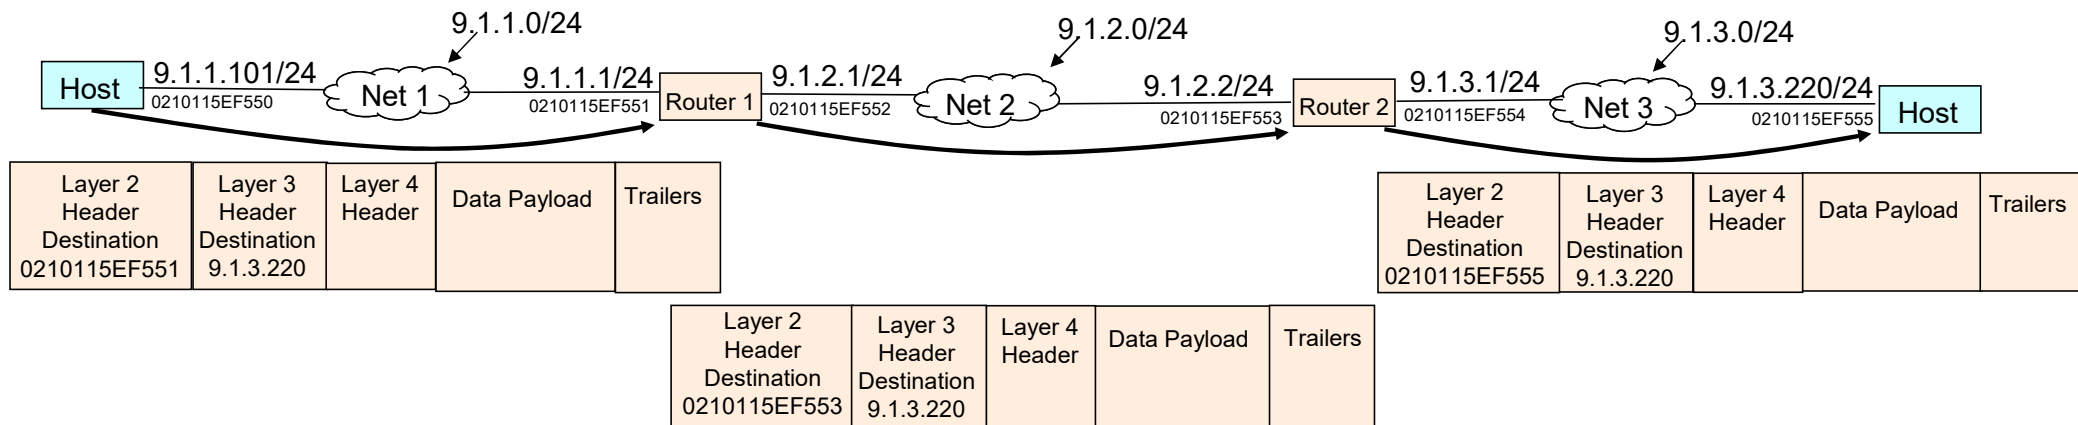 9.1.1.0/24
9.1.2.0/24
9.1.3.0/24
Host
9.1.1.101/24
0210115EF550
Net 1
9.1.1.1/24
0210115EF551
Router 1
9.1.2.1/24
0210115EF552
Net 2
9.1.2.2/24
0210115EF553
Router 2
9.1.3.1/24
0210115EF554
Net 3
9.1.3.220/24
0210115EF555
Host
Layer 2
Header
Destination
0210115EF551
Layer 3
Header
Destination
9.1.3.220
Layer 4
Header
Data Payload
Trailers
Layer 2
Header
Destination
0210115EF553
Layer 3
Header
Destination
9.1.3.220
Layer 4
Header
Data Payload
Trailers
Layer 2
Header
Destination
0210115EF555
Layer 3
Header
Destination
9.1.3.220
Layer 4
Header
Data Payload
Trailers